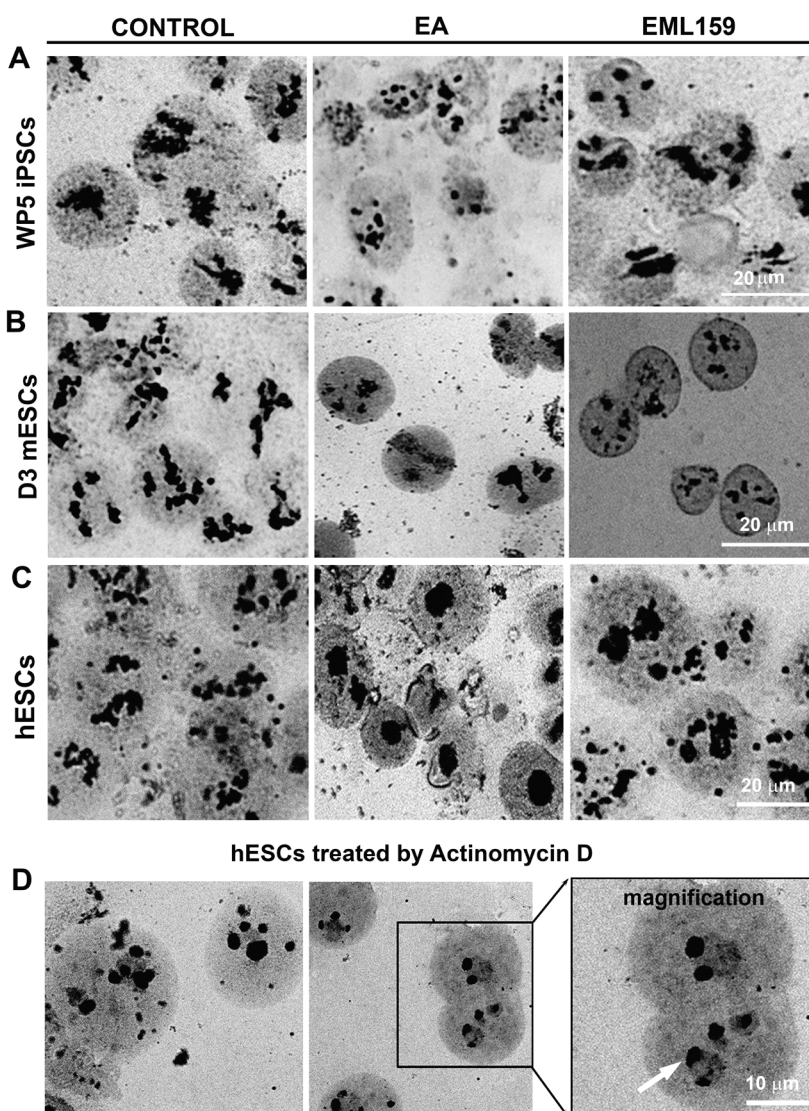 CONTROL EA EML159
A
WP5 iPSCs
20 μm
B
D3 mESCs
20 μm
C
hESCs
20 μm
hESCs treated by Actinomycin D
D
magnification
10 μm